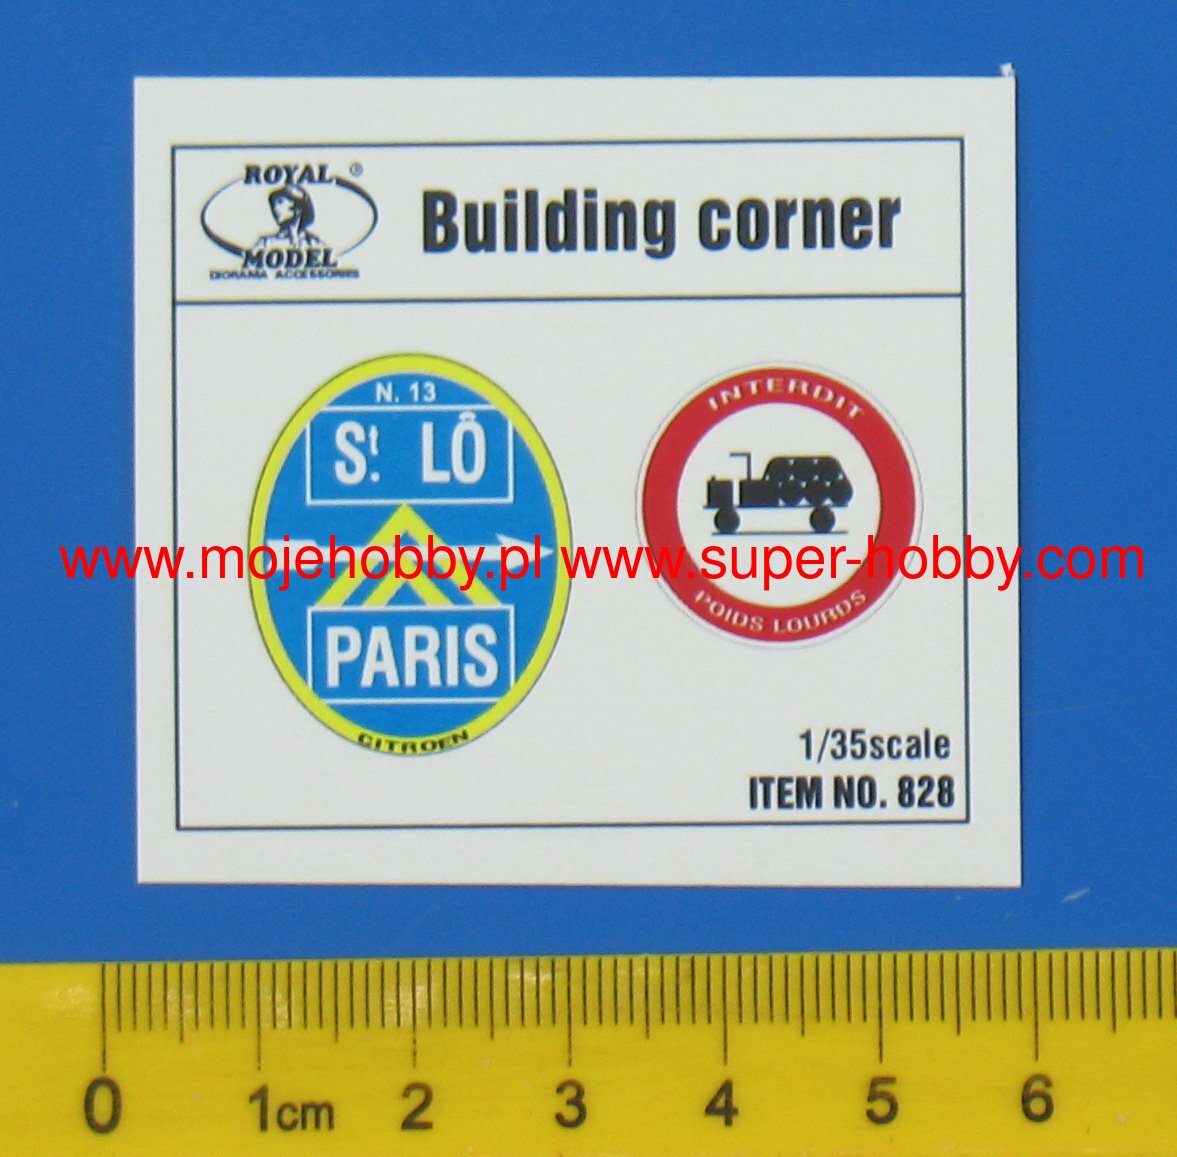 ROYAL ®
MODEL
DIORAMA ACCESSORIES
Building corner
N. 13
St. LÔ
PARIS
CITROEN
INTERDIT
POIDS LOURDS
www.mojehobby.pl www.super-hobby.com
1/35scale
ITEM NO. 828
0 1cm 2 3 4 5 6